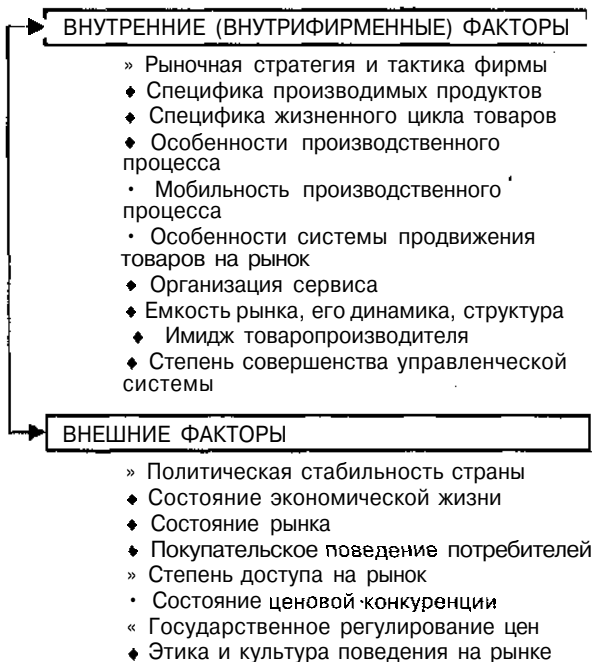 ВНУТРЕННИЕ (ВНУТРИФИРМЕННЫЕ) ФАКТОРЫ
» Рыночная стратегия и тактика фирмы
♦ Специфика производимых продуктов
♦ Специфика жизненного цикла товаров
♦ Особенности производственного
процесса
· Мобильность производственного
процесса
· Особенности системы продвижения
товаров на рынок
♦ Организация сервиса
♦ Емкость рынка, его динамика, структура
♦ Имидж товаропроизводителя
♦ Степень совершенства управленческой
системы
ВНЕШНИЕ ФАКТОРЫ
» Политическая стабильность страны
♦ Состояние экономической жизни
♦ Состояние рынка
♦ Покупательское поведение потребителей
» Степень доступа на рынок
· Состояние ценовой конкуренции
« Государственное регулирование цен
♦ Этика и культура поведения на рынке